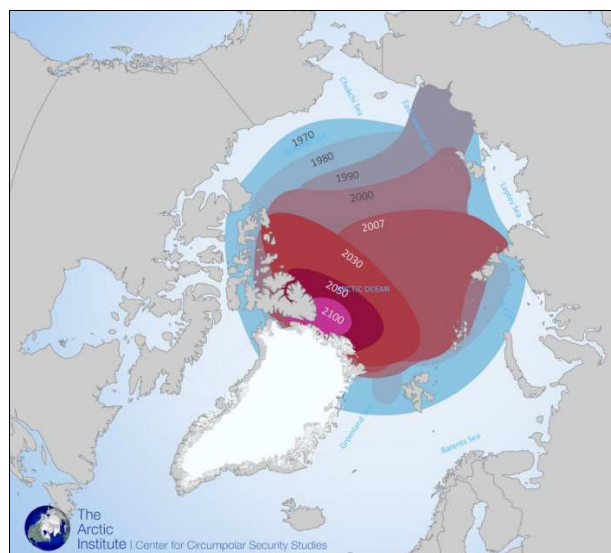 Chukchi Sea
1970
1980
1990
2000
2007
2030
2050
ARCTIC OCEAN
2100
Laptev Sea
Greenland
Barents Sea
The
Arctic
Institute | Center for Circumpolar Security Studies